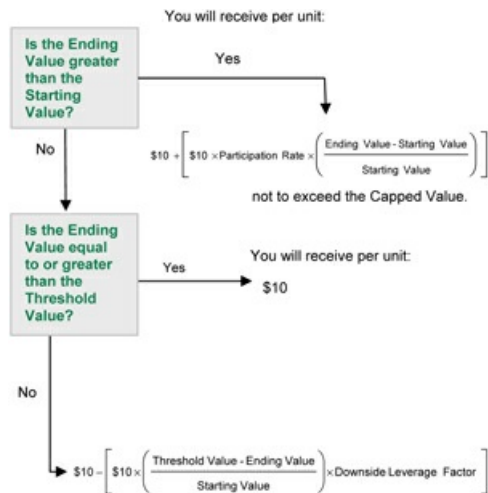 You will receive per unit:
Is the Ending
Value greater
than the
Starting
Value?
Yes
$10 + [ $10 ×Participation Rate × ( Ending Value - Starting Value / Starting Value ) ]
not to exceed the Capped Value.
No
Is the Ending
Value equal
to or greater
than the
Threshold
Value?
Yes
You will receive per unit:
$10
No
$10 – [ $10 × ( Threshold Value - Ending Value / Starting Value ) × Downside Leverage Factor ]